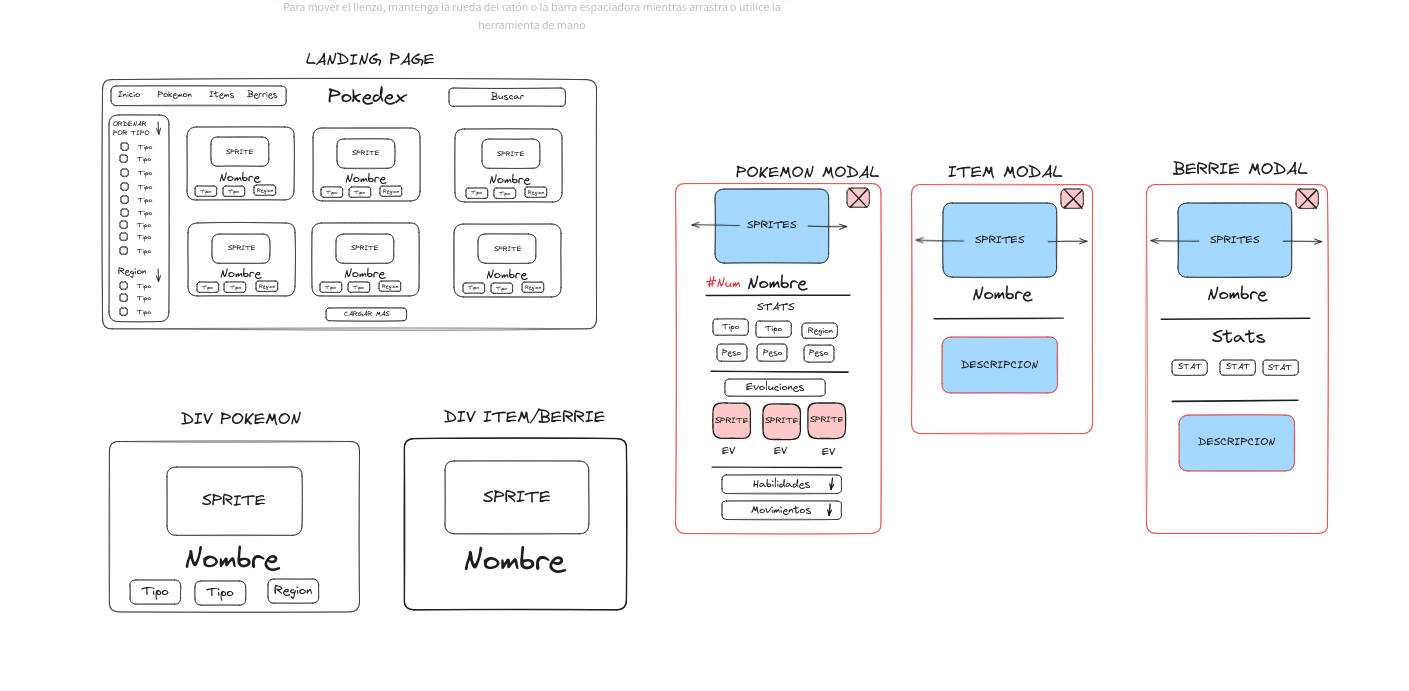 Para mover el lienzo, mantenga la rueda del ratón o la barra espaciadora mientras arrastra o utilice la
herramienta de mano
LANDING PAGE
Inicio Pokemon Items Berries
Pokedex
Buscar
ORDENAR
POR TIPO
Tipo
Tipo
Tipo
Tipo
Tipo
Tipo
Tipo
Tipo
Tipo
Region
Tipo
Tipo
Tipo
SPRITE
Nombre
Tipo Tipo Region
SPRITE
Nombre
Tipo Tipo Region
SPRITE
Nombre
Tipo Tipo Region
SPRITE
Nombre
Tipo Tipo Region
SPRITE
Nombre
Tipo Tipo Region
SPRITE
Nombre
Tipo Tipo Region
CARGAR MAS
DIV POKEMON
SPRITE
Nombre
Tipo Tipo Region
DIV ITEM/BERRIE
SPRITE
Nombre
POKEMON MODAL
SPRITES
#Num Nombre
STATS
Tipo Tipo Region
Peso Peso Peso
Evoluciones
SPRITE SPRITE SPRITE
EV EV EV
Habilidades
Movimientos
ITEM MODAL
SPRITES
Nombre
DESCRIPCION
BERRIE MODAL
SPRITES
Nombre
Stats
STAT STAT STAT
DESCRIPCION